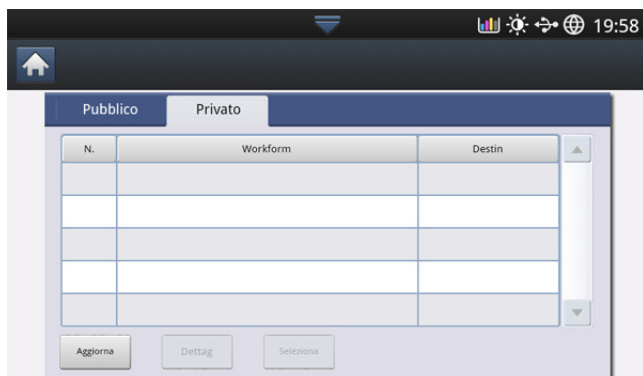 19:58
Pubblico Privato
N. Workform Destin
Aggiorna Dettag Seleziona